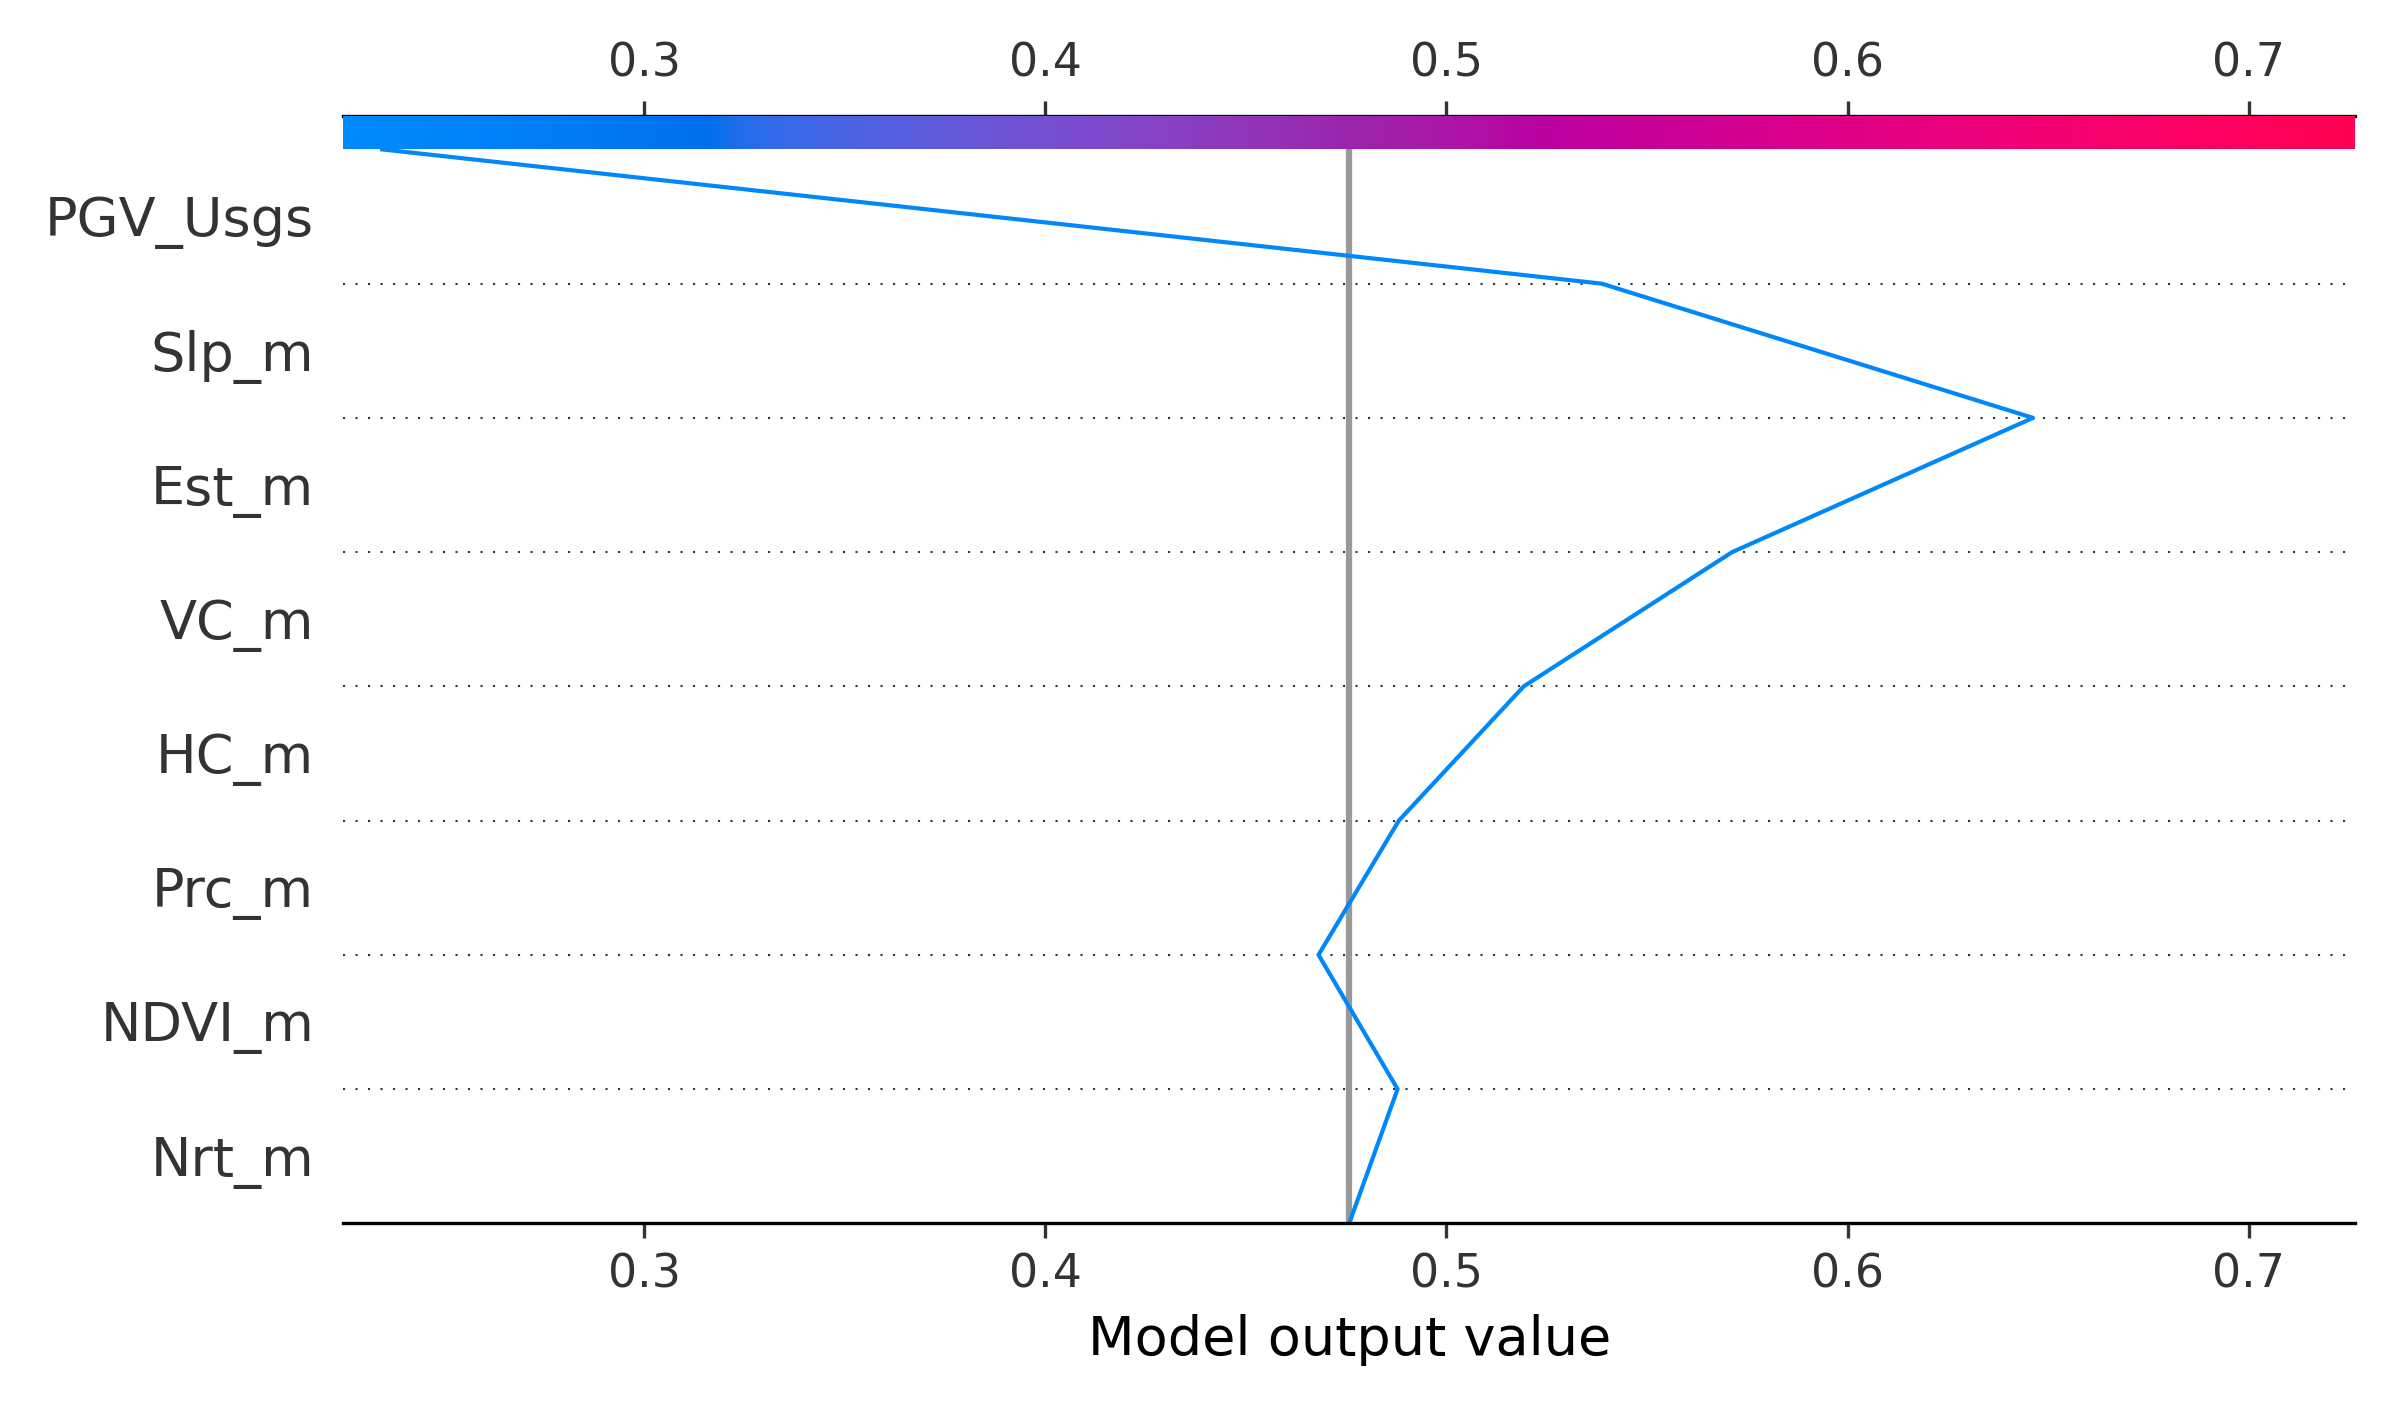 0.3 0.4 0.5 0.6 0.7
PGV_Usgs
Slp_m
Est_m
VC_m
HC_m
Prc_m
NDVI_m
Nrt_m
0.3 0.4 0.5 0.6 0.7
Model output value